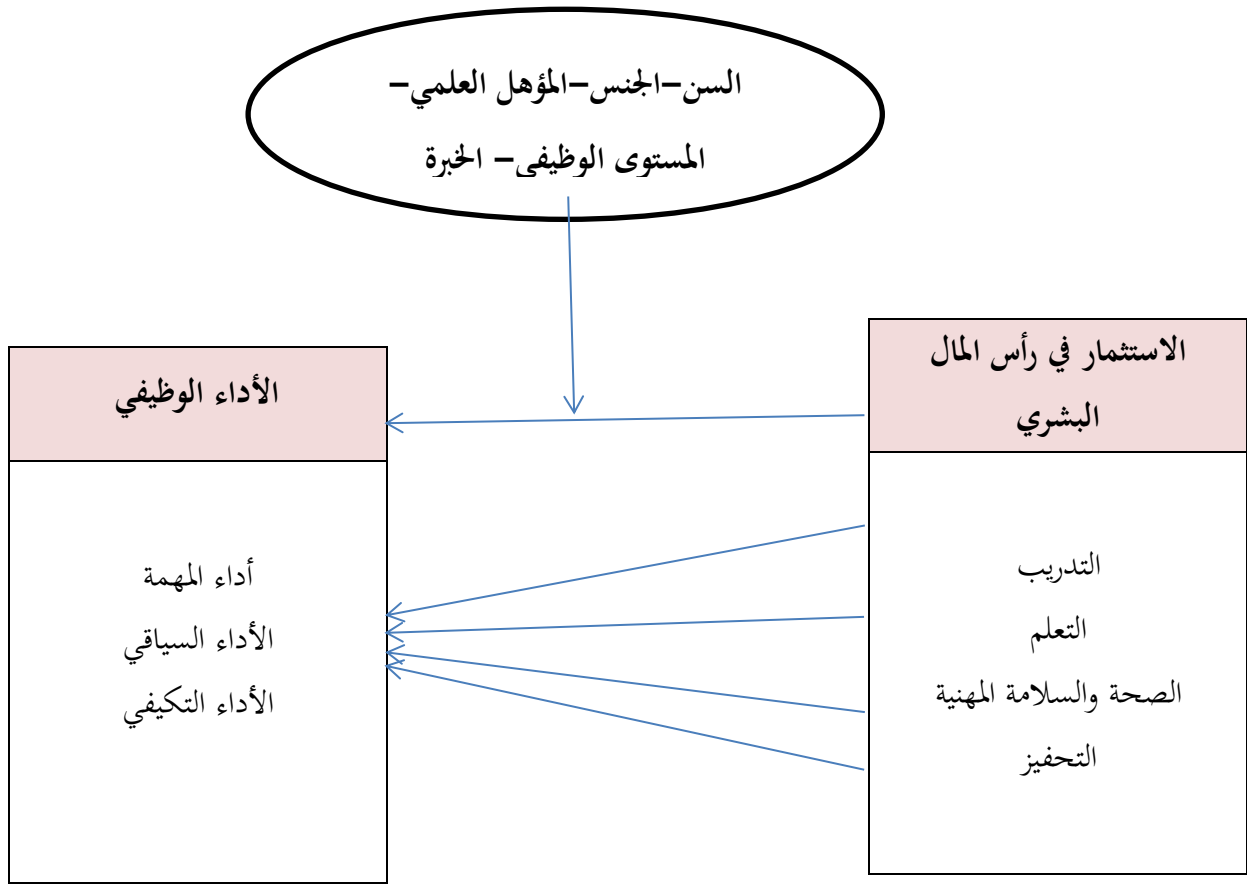 السن–الجنس–المؤهل العلمي–
المستوى الوظيفي– الخبرة
الاستثمار في رأس المال
البشري
التدريب
التعلم
الصحة والسلامة المهنية
التحفيز
الأداء الوظيفي
أداء المهمة
الأداء السياقي
الأداء التكيفي